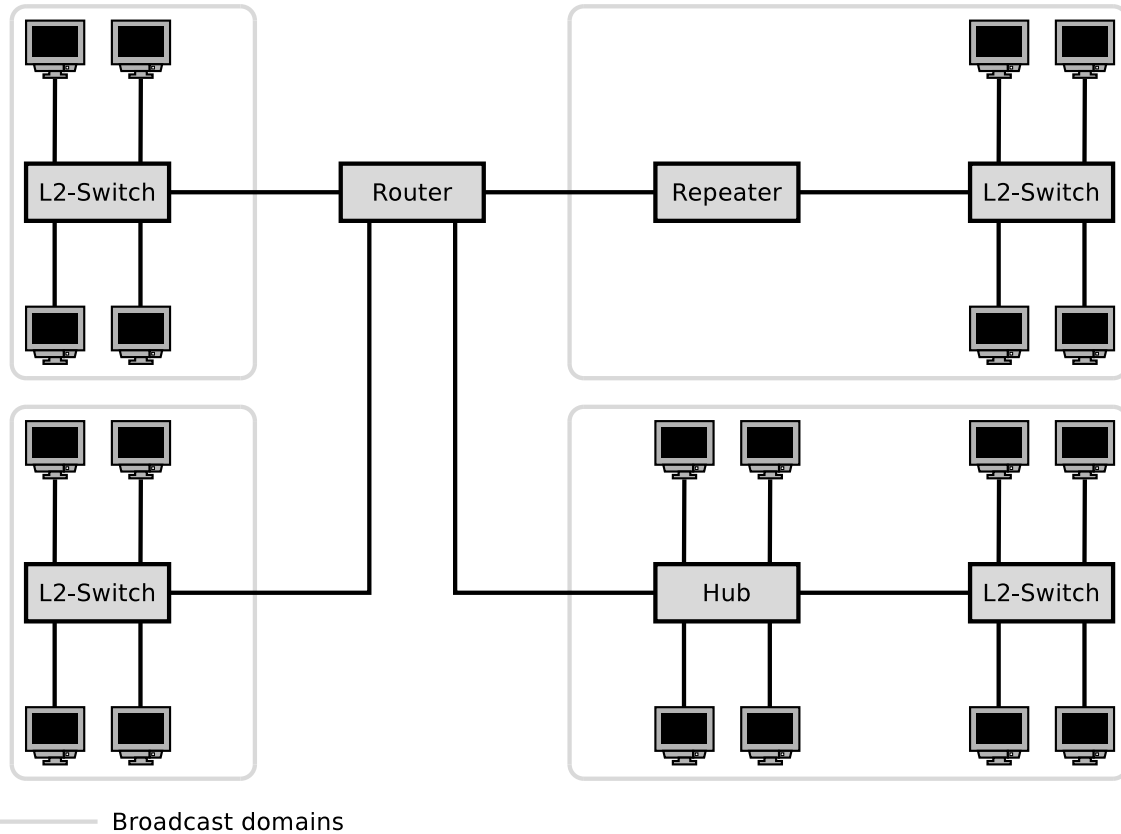 L2-Switch
Router
Repeater
L2-Switch
L2-Switch
Hub
L2-Switch
Broadcast domains